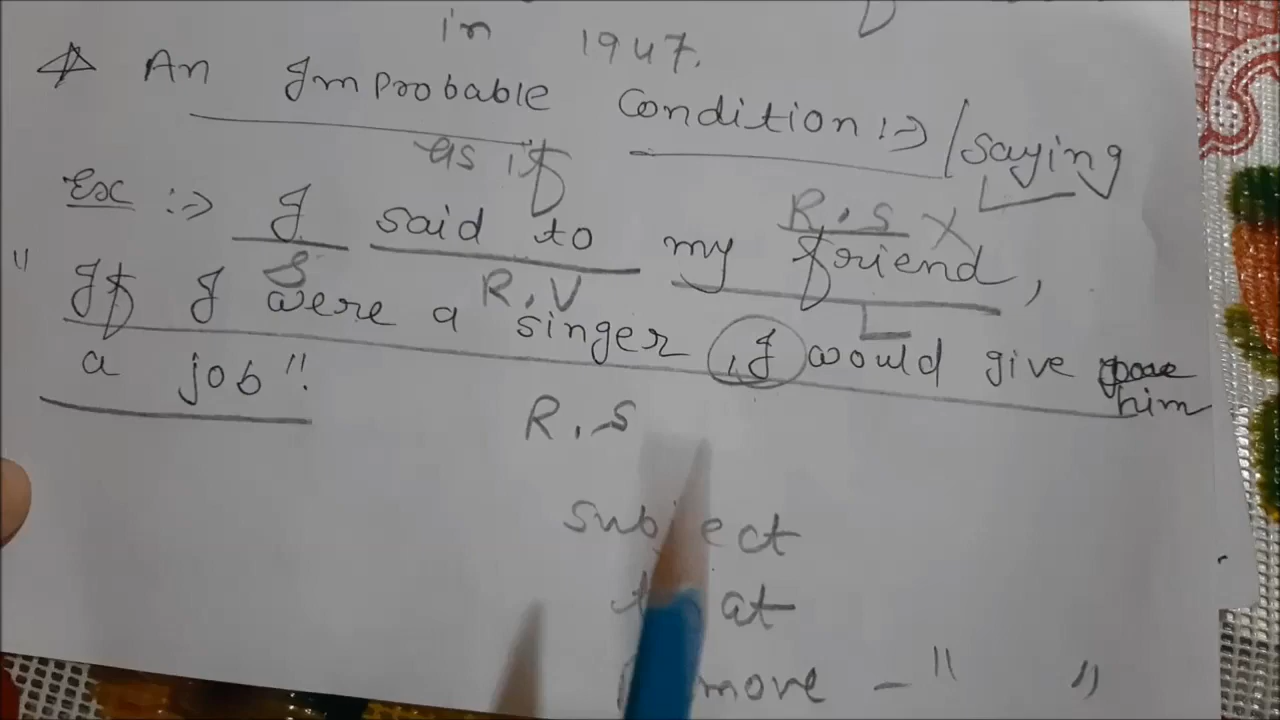 in 1947.
An Improbable Condition :→ / saying
as if
Ex :→ I said to my friend,
R.S X
S R.V
" If I were a singer , I would give him
a job".
R.S
subject
move - " "